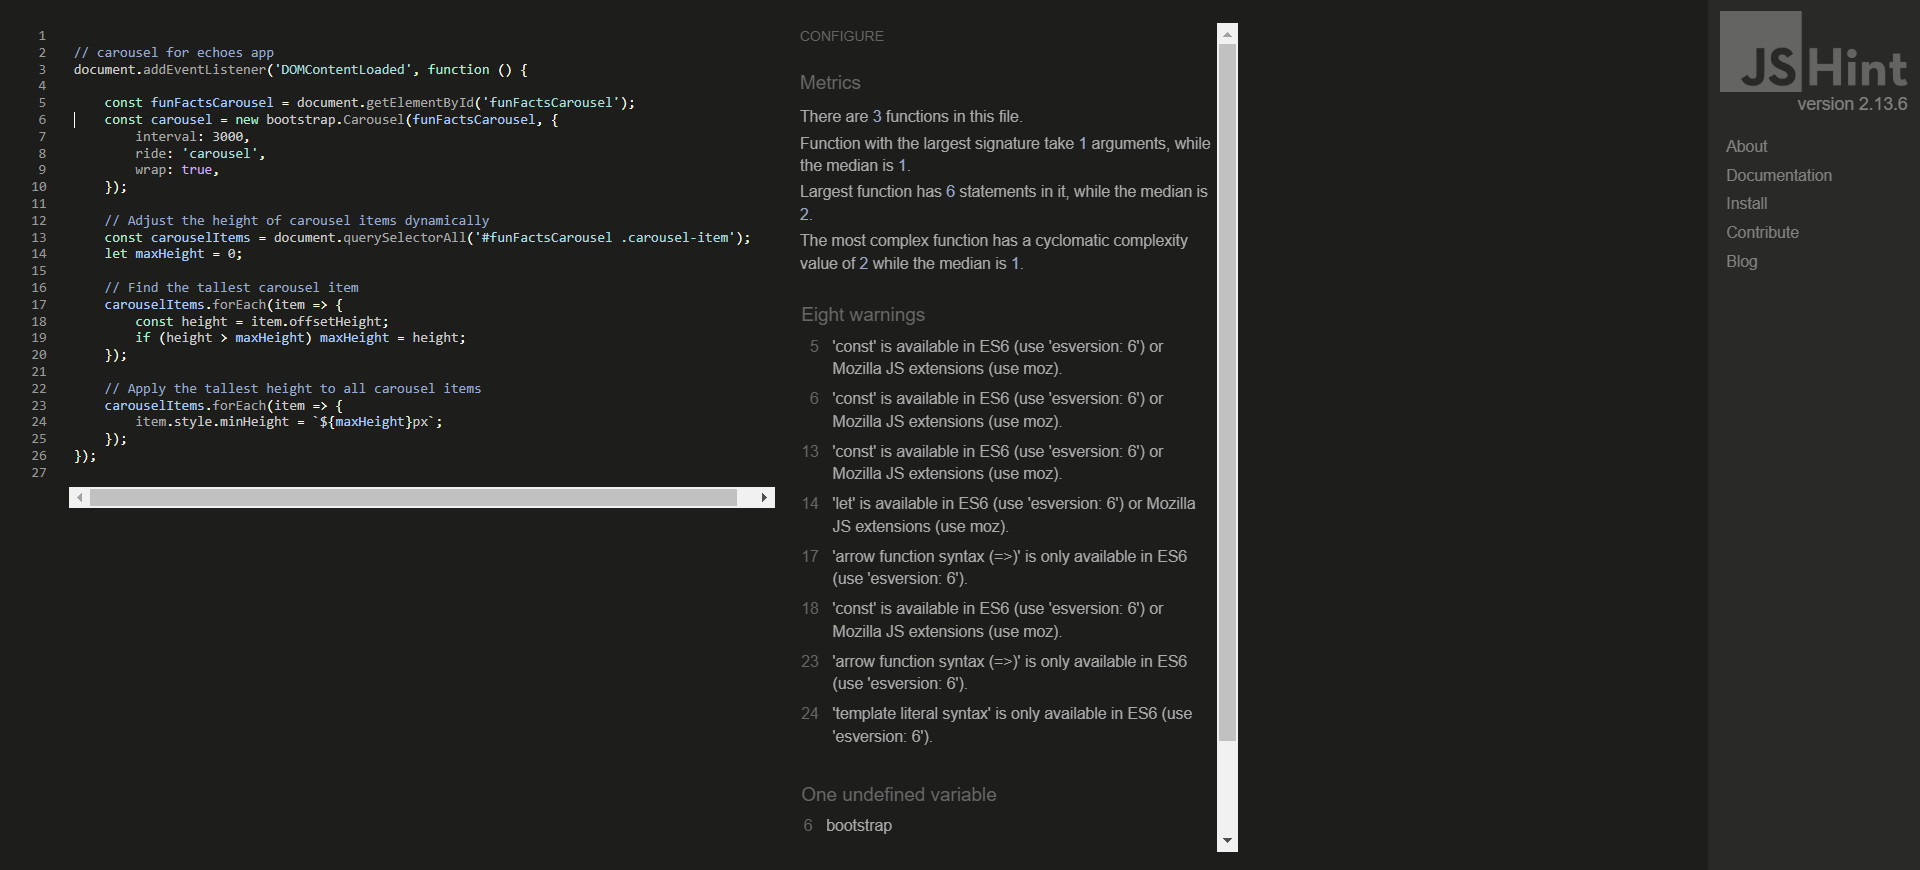 1
2 // carousel for echoes app
3 document.addEventListener('DOMContentLoaded', function () {
4
5 const funFactsCarousel = document.getElementById('funFactsCarousel');
6 const carousel = new bootstrap.Carousel(funFactsCarousel, {
7 interval: 3000,
8 ride: 'carousel',
9 wrap: true,
10 });
11
12 // Adjust the height of carousel items dynamically
13 const carouselItems = document.querySelectorAll('#funFactsCarousel .carousel-item');
14 let maxHeight = 0;
15
16 // Find the tallest carousel item
17 carouselItems.forEach(item => {
18 const height = item.offsetHeight;
19 if (height > maxHeight) maxHeight = height;
20 });
21
22 // Apply the tallest height to all carousel items
23 carouselItems.forEach(item => {
24 item.style.minHeight = `${maxHeight}px`;
25 });
26 });
27
CONFIGURE
Metrics
There are 3 functions in this file.
Function with the largest signature take 1 arguments, while
the median is 1.
Largest function has 6 statements in it, while the median is
2.
The most complex function has a cyclomatic complexity
value of 2 while the median is 1.
Eight warnings
5 'const' is available in ES6 (use 'esversion: 6') or
Mozilla JS extensions (use moz).
6 'const' is available in ES6 (use 'esversion: 6') or
Mozilla JS extensions (use moz).
13 'const' is available in ES6 (use 'esversion: 6') or
Mozilla JS extensions (use moz).
14 'let' is available in ES6 (use 'esversion: 6') or Mozilla
JS extensions (use moz).
17 'arrow function syntax (=>)' is only available in ES6
(use 'esversion: 6').
18 'const' is available in ES6 (use 'esversion: 6') or
Mozilla JS extensions (use moz).
23 'arrow function syntax (=>)' is only available in ES6
(use 'esversion: 6').
24 'template literal syntax' is only available in ES6 (use
'esversion: 6').
One undefined variable
6 bootstrap
JSHint
version 2.13.6
About
Documentation
Install
Contribute
Blog